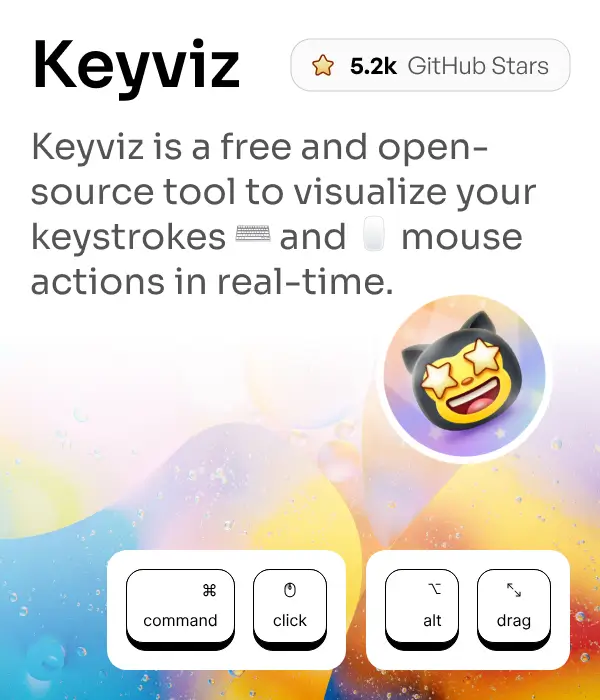 Keyviz
5.2k GitHub Stars
Keyviz is a free and open-
source tool to visualize your
keystrokes ⌨ and 🖱 mouse
actions in real-time.
⌘
command
click
⌥
alt
drag